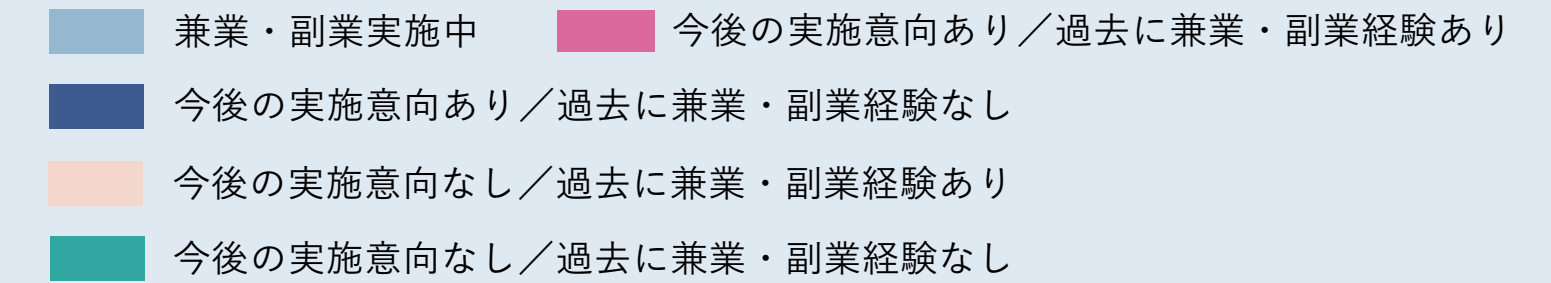 兼業・副業実施中 今後の実施意向あり／過去に兼業・副業経験あり
今後の実施意向あり／過去に兼業・副業経験なし
今後の実施意向なし／過去に兼業・副業経験あり
今後の実施意向なし／過去に兼業・副業経験なし